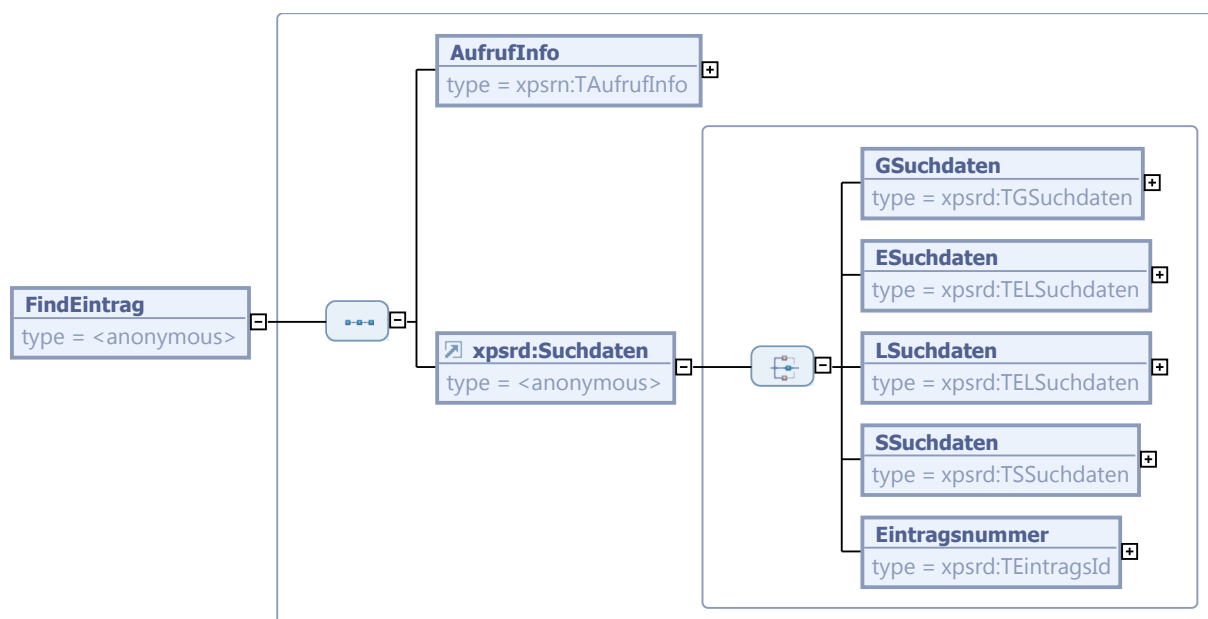 AufrufInfo
type = xpsrn:TAufrufInfo
GSuchdaten
type = xpsrd:TGSuchdaten
ESuchdaten
type = xpsrd:TELSuchdaten
FindEintrag
type = <anonymous>
xpsrd:Suchdaten
type = <anonymous>
LSuchdaten
type = xpsrd:TELSuchdaten
SSuchdaten
type = xpsrd:TSSuchdaten
Eintragsnummer
type = xpsrd:TEintragsId